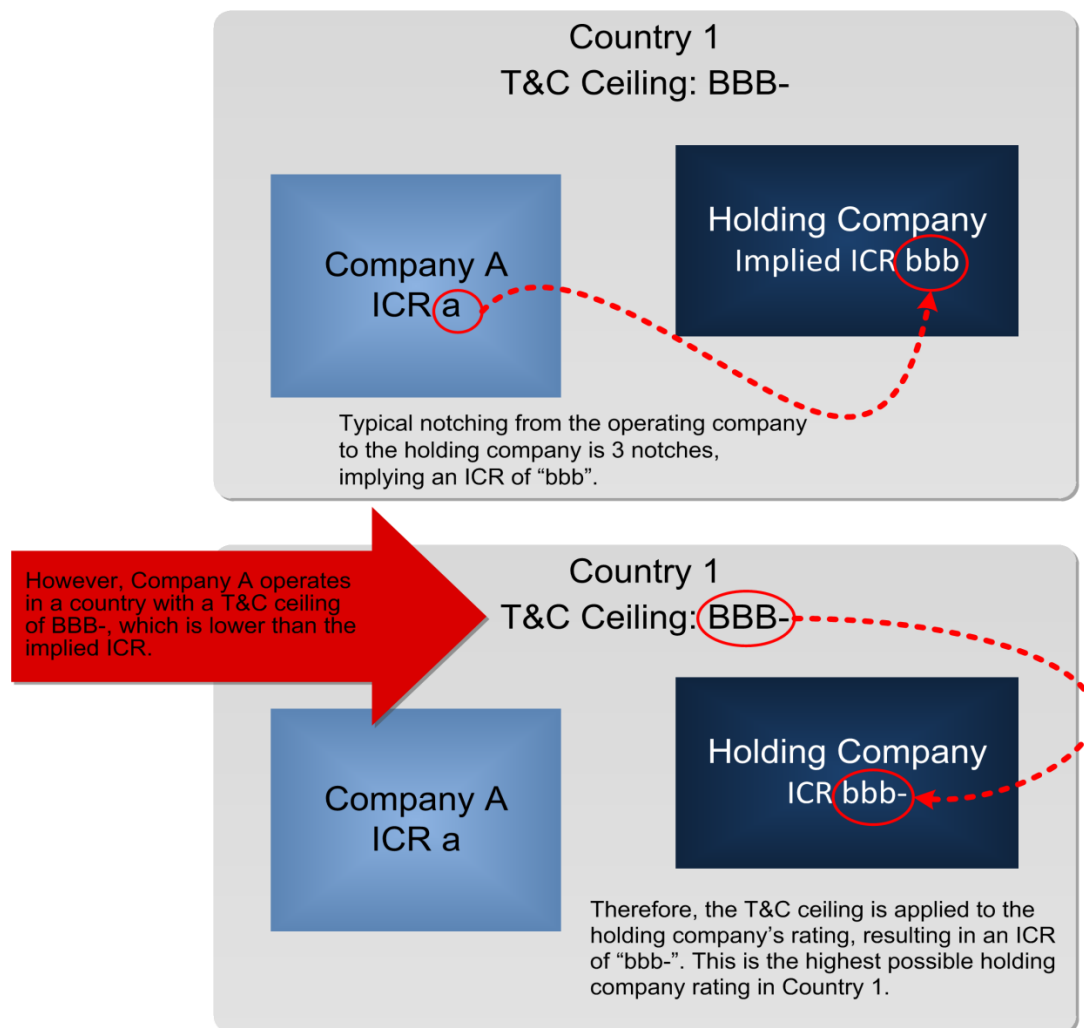 Country 1
T&C Ceiling: BBB-
Company A
ICR a
Holding Company
Implied ICR bbb
Typical notching from the operating company
to the holding company is 3 notches,
implying an ICR of “bbb”.
However, Company A operates
in a country with a T&C ceiling
of BBB-, which is lower than the
implied ICR.
Country 1
T&C Ceiling: BBB-
Company A
ICR a
Holding Company
ICR bbb-
Therefore, the T&C ceiling is applied to the
holding company’s rating, resulting in an ICR
of “bbb-”. This is the highest possible holding
company rating in Country 1.